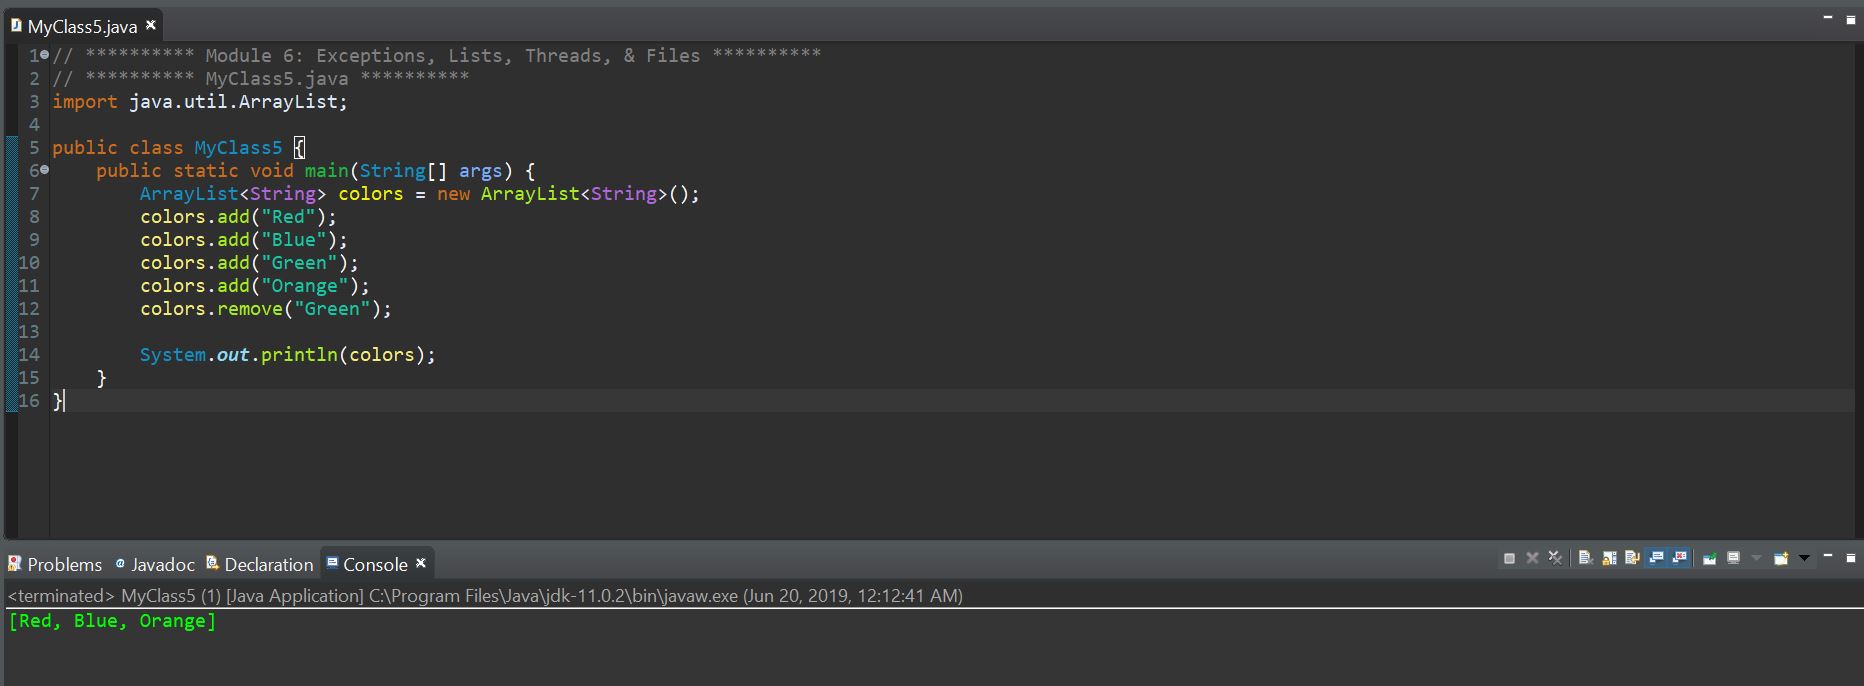 MyClass5.java
1 // ********** Module 6: Exceptions, Lists, Threads, & Files **********
2 // ********** MyClass5.java **********
3 import java.util.ArrayList;
4
5 public class MyClass5 {
6     public static void main(String[] args) {
7         ArrayList<String> colors = new ArrayList<String>();
8         colors.add("Red");
9         colors.add("Blue");
10         colors.add("Green");
11         colors.add("Orange");
12         colors.remove("Green");
13
14         System.out.println(colors);
15     }
16 }
Problems @ Javadoc Declaration Console
<terminated> MyClass5 (1) [Java Application] C:\Program Files\Java\jdk-11.0.2\bin\javaw.exe (Jun 20, 2019, 12:12:41 AM)
[Red, Blue, Orange]